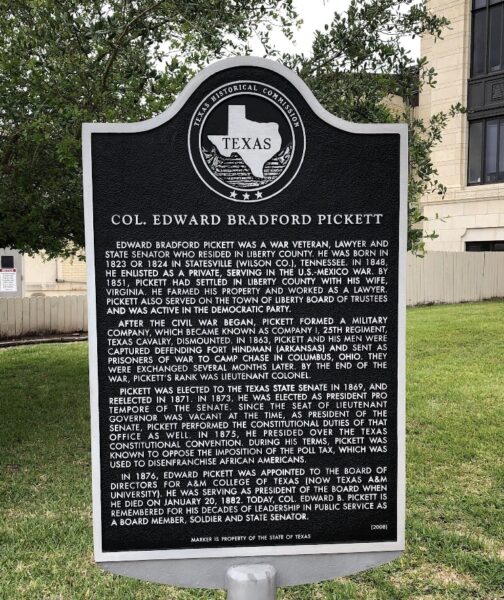 TEXAS HISTORICAL COMMISSION
TEXAS
COL. EDWARD BRADFORD PICKETT
EDWARD BRADFORD PICKETT WAS A WAR VETERAN, LAWYER AND
STATE SENATOR WHO RESIDED IN LIBERTY COUNTY. HE WAS BORN IN
1823 OR 1824 IN STATESVILLE (WILSON CO.), TENNESSEE. IN 1848,
HE ENLISTED AS A PRIVATE, SERVING IN THE U.S.-MEXICO WAR. BY
1851, PICKETT HAD SETTLED IN LIBERTY COUNTY WITH HIS WIFE,
VIRGINIA. HE FARMED HIS PROPERTY AND WORKED AS A LAWYER.
PICKETT ALSO SERVED ON THE TOWN OF LIBERTY BOARD OF TRUSTEES
AND WAS ACTIVE IN THE DEMOCRATIC PARTY.
AFTER THE CIVIL WAR BEGAN, PICKETT FORMED A MILITARY
COMPANY, WHICH BECAME KNOWN AS COMPANY I, 25TH REGIMENT,
TEXAS CAVALRY, DISMOUNTED. IN 1863, PICKETT AND HIS MEN WERE
CAPTURED DEFENDING FORT HINDMAN (ARKANSAS) AND SENT AS
PRISONERS OF WAR TO CAMP CHASE IN COLUMBUS, OHIO. THEY
WERE EXCHANGED SEVERAL MONTHS LATER. BY THE END OF THE
WAR, PICKETT'S RANK WAS LIEUTENANT COLONEL.
PICKETT WAS ELECTED TO THE TEXAS STATE SENATE IN 1869, AND
REELECTED IN 1871. IN 1873, HE WAS ELECTED AS PRESIDENT PRO
TEMPORE OF THE SENATE. SINCE THE SEAT OF LIEUTENANT
GOVERNOR WAS VACANT AT THE TIME, AS PRESIDENT OF THE
SENATE, PICKETT PERFORMED THE CONSTITUTIONAL DUTIES OF THAT
OFFICE AS WELL. IN 1875, HE PRESIDED OVER THE TEXAS
CONSTITUTIONAL CONVENTION. DURING HIS TERMS, PICKETT WAS
KNOWN TO OPPOSE THE IMPOSITION OF THE POLL TAX, WHICH WAS
USED TO DISENFRANCHISE AFRICAN AMERICANS.
IN 1876, EDWARD PICKETT WAS APPOINTED TO THE BOARD OF
DIRECTORS FOR A&M COLLEGE OF TEXAS (NOW TEXAS A&M
UNIVERSITY). HE WAS SERVING AS PRESIDENT OF THE BOARD WHEN
HE DIED ON JANUARY 20, 1882. TODAY, COL. EDWARD B. PICKETT IS
REMEMBERED FOR HIS DECADES OF LEADERSHIP IN PUBLIC SERVICE AS
A BOARD MEMBER, SOLDIER AND STATE SENATOR.
(2008)
MARKER IS PROPERTY OF THE STATE OF TEXAS